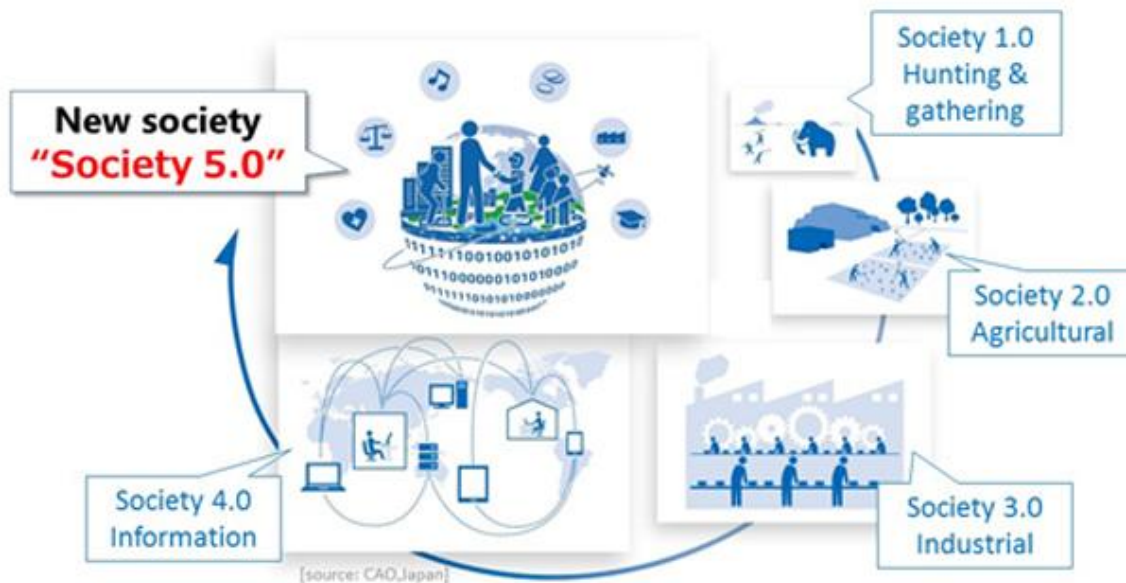 New society
“Society 5.0”
Society 1.0
Hunting &
gathering
Society 2.0
Agricultural
Society 3.0
Industrial
Society 4.0
Information
[source: CAO,Japan]